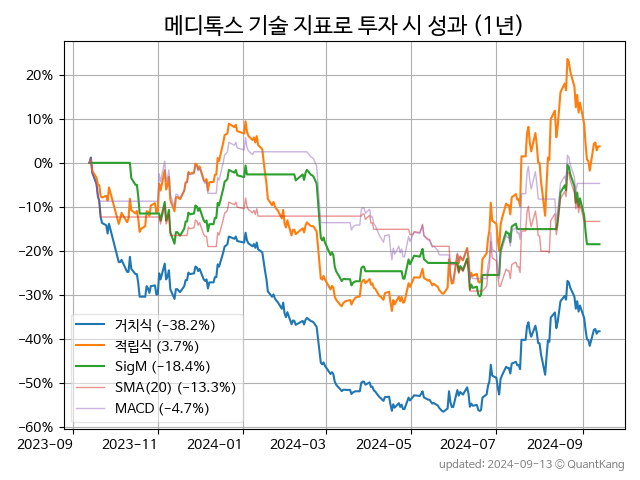 메디톡스 기술 지표로 투자 시 성과 (1년)
20%
10%
0%
−10%
−20%
−30%
−40%
−50%
−60%
거치식 (−38.2%)
적립식 (3.7%)
SigM (−18.4%)
SMA(20) (−13.3%)
MACD (−4.7%)
2023-09 2023-11 2024-01 2024-03 2024-05 2024-07 2024-09
updated: 2024-09-13 ⓒ QuantKang